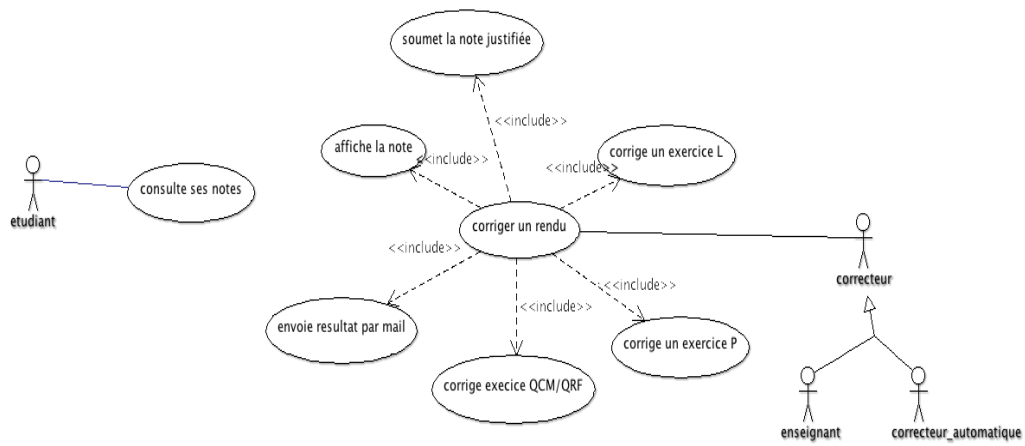 soumet la note justifiée
<<include>>
affiche la note
<<include>>
<<include>>
corrige un exercice L
consulte ses notes
etudiant
corriger un rendu
<<include>>
correcteur
<<include>>
<<include>>
envoie resultat par mail
corrige un exercice P
corrige execice QCM/QRF
enseignant
correcteur_automatique